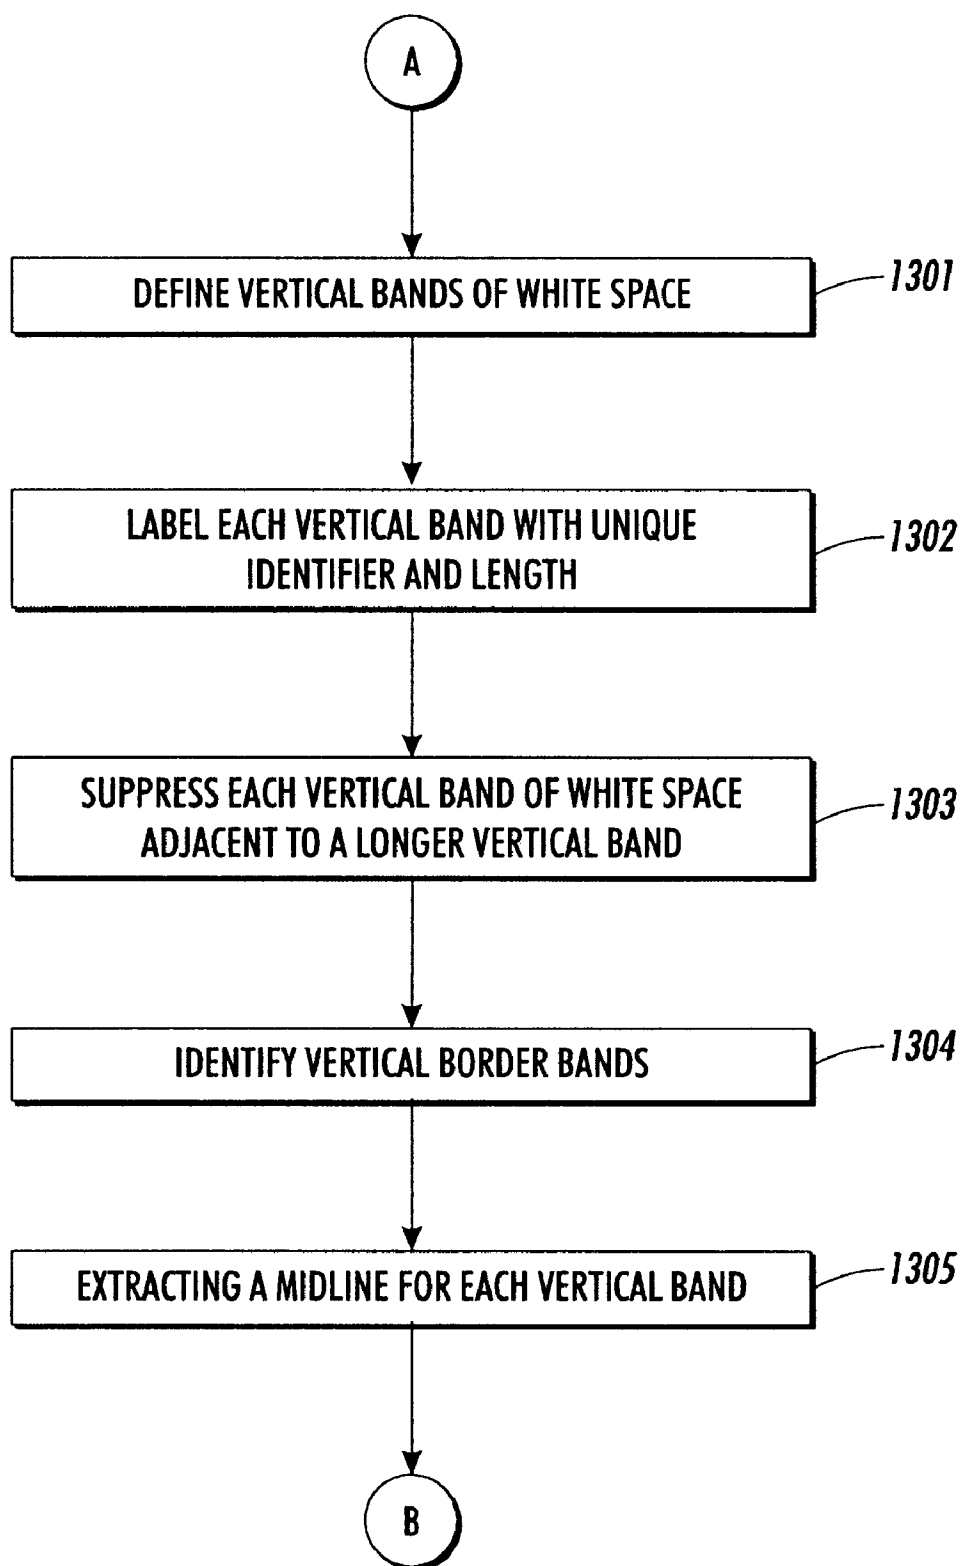 A
DEFINE VERTICAL BANDS OF WHITE SPACE
1301
LABEL EACH VERTICAL BAND WITH UNIQUE
IDENTIFIER AND LENGTH
1302
SUPPRESS EACH VERTICAL BAND OF WHITE SPACE
ADJACENT TO A LONGER VERTICAL BAND
1303
IDENTIFY VERTICAL BORDER BANDS
1304
EXTRACTING A MIDLINE FOR EACH VERTICAL BAND
1305
B